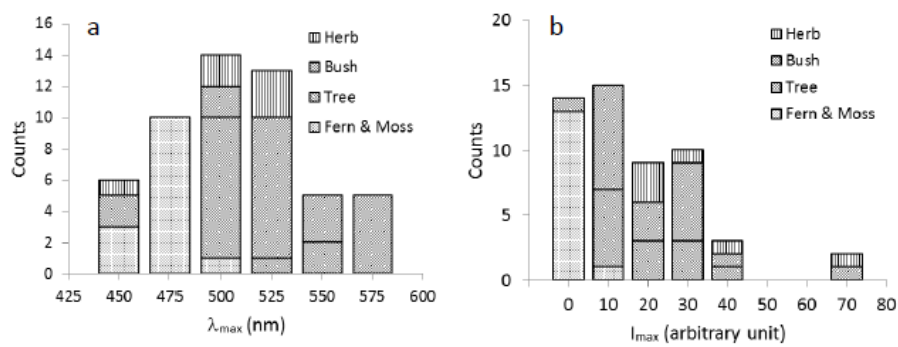 a
16
14
12
10
8
6
4
2
0
Counts
425 450 475 500 525 550 575 600
λmax (nm)
Herb
Bush
Tree
Fern & Moss
b
20
15
10
5
0
Counts
0 10 20 30 40 50 60 70 80
Imax (arbitrary unit)
Herb
Bush
Tree
Fern & Moss